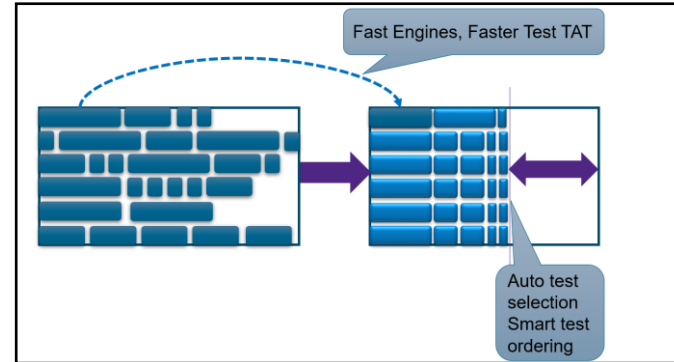 Fast Engines, Faster Test TAT
Auto test
selection
Smart test
ordering